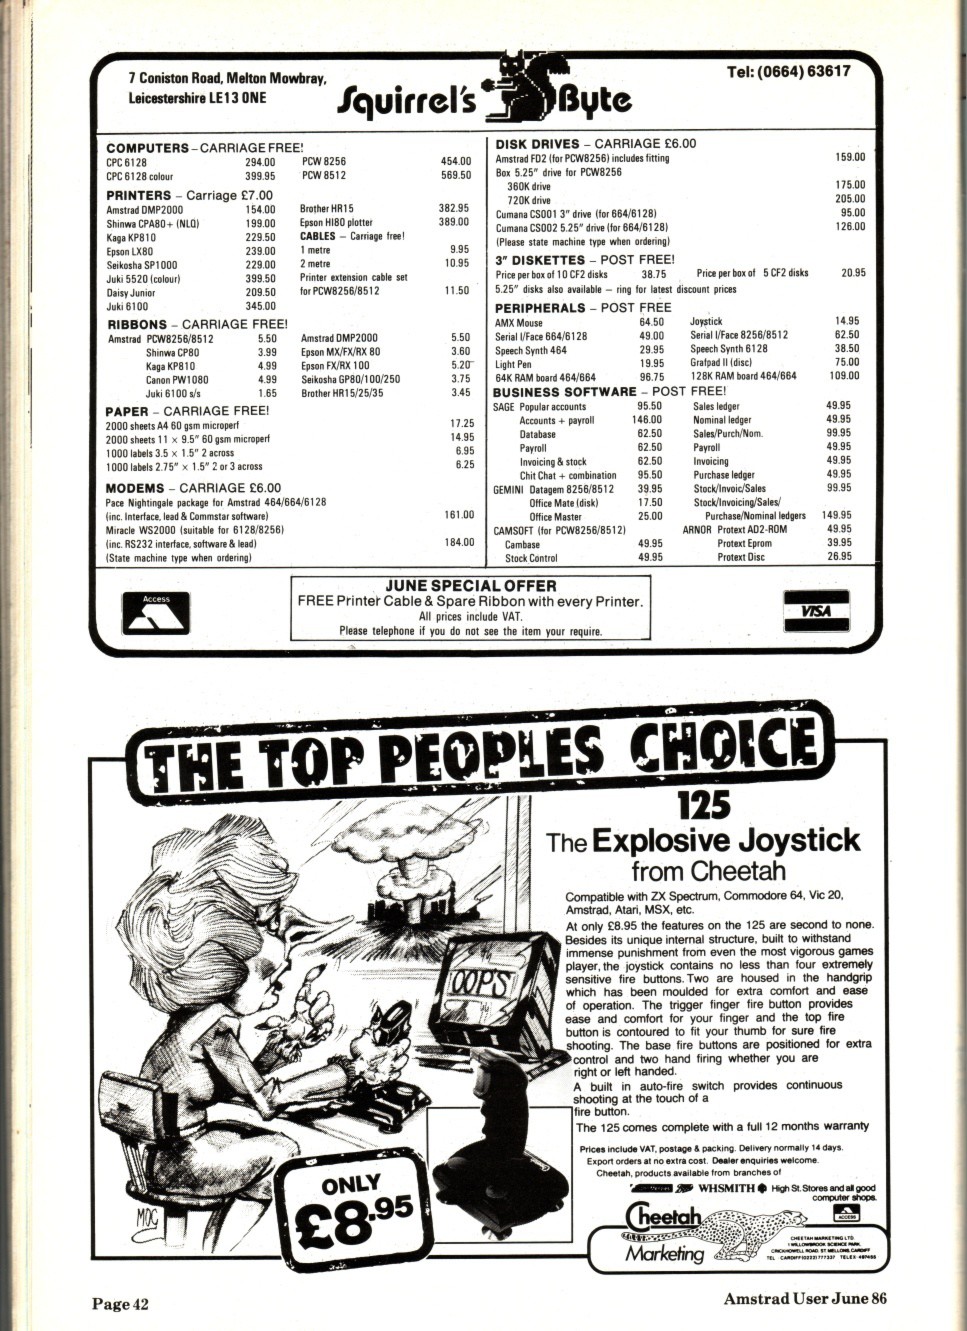 7 Coniston Road, Melton Mowbray,
Leicestershire LE13 0NE
Squirrel's Byte
Tel: (0664) 63617
COMPUTERS – CARRIAGE FREE!
CPC 6128 294.00 PCW 8256 454.00
CPC 6128 colour 399.95 PCW 8512 569.50
PRINTERS – Carriage £7.00
Amstrad DMP2000 154.00
Shinwa CPA80+ (NLQ) 199.00
Kaga KP810 229.50
Epson LX80 239.00
Seikosha SP1000 229.00
Juki 5520 (colour) 399.50
Daisy Junior 209.50
Juki 6100 345.00
Brother HR15 382.95
Epson HI80 plotter 389.00
CABLES – Carriage free!
1 metre 9.95
2 metre 10.95
Printer extension cable set
for PCW8256/8512 11.50
RIBBONS – CARRIAGE FREE!
Amstrad PCW8256/8512 5.50 Amstrad DMP2000 5.50
Shinwa CP80 3.99 Epson MX/FX/RX 80 3.60
Kaga KP810 4.99 Epson FX/RX 100 5.20
Canon PW1080 4.99 Seikosha GP80/100/250 3.75
Juki 6100 s/s 1.65 Brother HR15/25/35 3.45
PAPER – CARRIAGE FREE!
2000 sheets A4 60 gsm microperf 17.25
2000 sheets 11 × 9.5" 60 gsm microperf 14.95
1000 labels 3.5 × 1.5" 2 across 6.95
1000 labels 2.75" × 1.5" 2 or 3 across 6.25
MODEMS – CARRIAGE £6.00
Pace Nightingale package for Amstrad 464/664/6128
(inc. Interface, lead & Commstar software) 161.00
Miracle WS2000 (suitable for 6128/8256)
(inc. RS232 interface, software & lead) 184.00
(State machine type when ordering)
DISK DRIVES – CARRIAGE £6.00
Amstrad FD2 (for PCW8256) includes fitting 159.00
Box 5.25" drive for PCW8256
360K drive 175.00
720K drive 205.00
Cumana CS001 3" drive (for 664/6128) 95.00
Cumana CS002 5.25" drive (for 664/6128) 126.00
(Please state machine type when ordering)
3" DISKETTES – POST FREE!
Price per box of 10 CF2 disks 38.75 Price per box of 5 CF2 disks 20.95
5.25" disks also available – ring for latest discount prices
PERIPHERALS – POST FREE
AMX Mouse 64.50 Joystick 14.95
Serial I/Face 664/6128 49.00 Serial I/Face 8256/8512 62.50
Speech Synth 464 29.95 Speech Synth 6128 38.50
Light Pen 19.95 Grafpad II (disc) 75.00
64K RAM board 464/664 96.75 128K RAM board 464/664 109.00
BUSINESS SOFTWARE – POST FREE!
SAGE Popular accounts 95.50 Sales ledger 49.95
Accounts + payroll 146.00 Nominal ledger 49.95
Database 62.50 Sales/Purch/Nom. 99.95
Payroll 62.50 Payroll 49.95
Invoicing & stock 62.50 Invoicing 49.95
Chit Chat + combination 95.50 Purchase ledger 49.95
GEMINI Datagem 8256/8512 39.95 Stock/Invoic/Sales 99.95
Office Mate (disk) 17.50 Stock/Invoicing/Sales/
Office Master 25.00 Purchase/Nominal ledgers 149.95
CAMSOFT (for PCW8256/8512) ARNOR Protext AD2-ROM 49.95
Cambase 49.95 Protext Eprom 39.95
Stock Control 49.95 Protext Disc 26.95
Access
JUNE SPECIAL OFFER
FREE Printer Cable & Spare Ribbon with every Printer.
All prices include VAT.
Please telephone if you do not see the item your require.
VISA
THE TOP PEOPLES CHOICE
125
The Explosive Joystick
from Cheetah
Compatible with ZX Spectrum, Commodore 64, Vic 20,
Amstrad, Atari, MSX, etc.
At only £8.95 the features on the 125 are second to none.
Besides its unique internal structure, built to withstand
immense punishment from even the most vigorous games
player, the joystick contains no less than four extremely
sensitive fire buttons. Two are housed in the handgrip
which has been moulded for extra comfort and ease
of operation. The trigger finger fire button provides
ease and comfort for your finger and the top fire
button is contoured to fit your thumb for sure fire
shooting. The base fire buttons are positioned for extra
control and two hand firing whether you are
right or left handed.
A built in auto-fire switch provides continuous
shooting at the touch of a
fire button.
The 125 comes complete with a full 12 months warranty
Prices include VAT, postage & packing. Delivery normally 14 days.
Export orders at no extra cost. Dealer enquiries welcome.
Cheetah, products available from branches of
WHSMITH High St. Stores and all good
computer shops.
OOP'S
MOG
ONLY
£8.95
Cheetah
Marketing
ACCESS
CHEETAH MARKETING LTD
1 WILLOWBROOK SCIENCE PARK,
CRICKHOWELL ROAD, ST MELLONS, CARDIFF
TEL CARDIFF (0222) 777337 TELEX 497455
Page 42
Amstrad User June 86